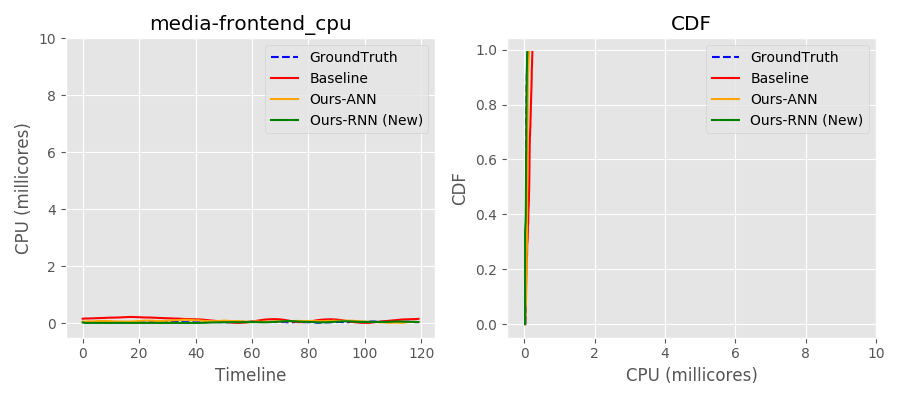 media-frontend_cpu
CPU (millicores)
10
8
6
4
2
0
0 20 40 60 80 100 120
Timeline
GroundTruth
Baseline
Ours-ANN
Ours-RNN (New)
CDF
CDF
1.0
0.8
0.6
0.4
0.2
0.0
0 2 4 6 8 10
CPU (millicores)
GroundTruth
Baseline
Ours-ANN
Ours-RNN (New)